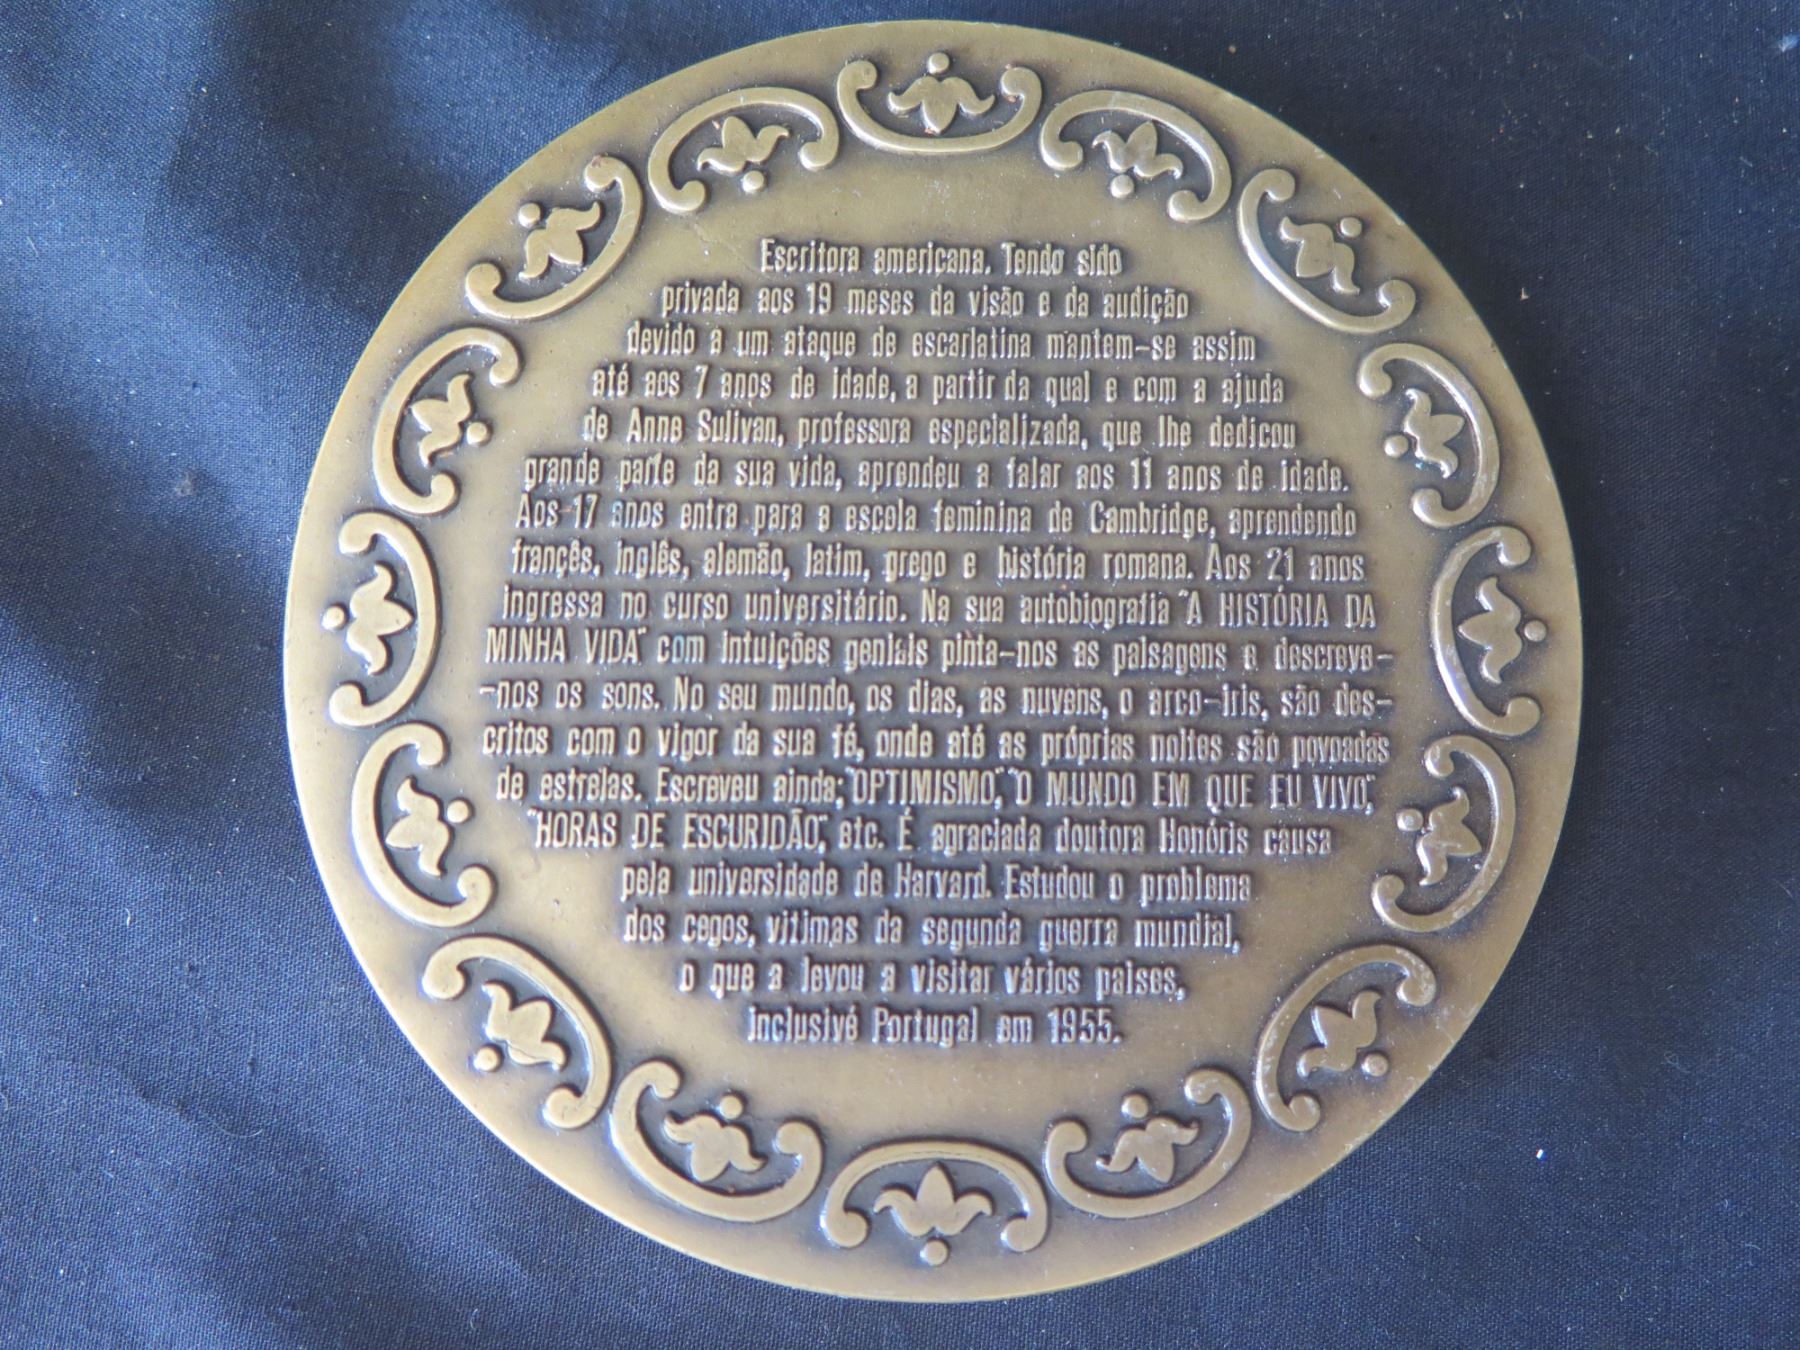 Escritora americana. Tendo sido
privada aos 19 meses da visão e da audição
devido a um ataque de escarlatina mantem-se assim
até aos 7 anos de idade, a partir da qual e com a ajuda
de Anne Sulivan, professora especializada, que lhe dedicou
grande parte da sua vida, aprendeu a falar aos 11 anos de idade.
Aos 17 anos entra para a escola feminina de Cambridge, aprendendo
françês, inglês, alemão, latim, grego e história romana. Aos 21 anos
ingressa no curso universitário. Na sua autobiografia "A HISTÓRIA DA
MINHA VIDA" com intuições geniais pinta-nos as paisagens e descreve-
-nos os sons. No seu mundo, os dias, as nuvens, o arco-iris, são des-
critos com o vigor da sua fé, onde até as próprias noites são povoadas
de estrelas. Escreveu ainda; "OPTIMISMO," "O MUNDO EM QUE EU VIVO,"
"HORAS DE ESCURIDÃO," etc. É agraciada doutora Honóris causa
pela universidade de Harvard. Estudou o problema
dos cegos, vitimas da segunda guerra mundial,
o que a levou a visitar vários paises,
inclusivé Portugal em 1955.